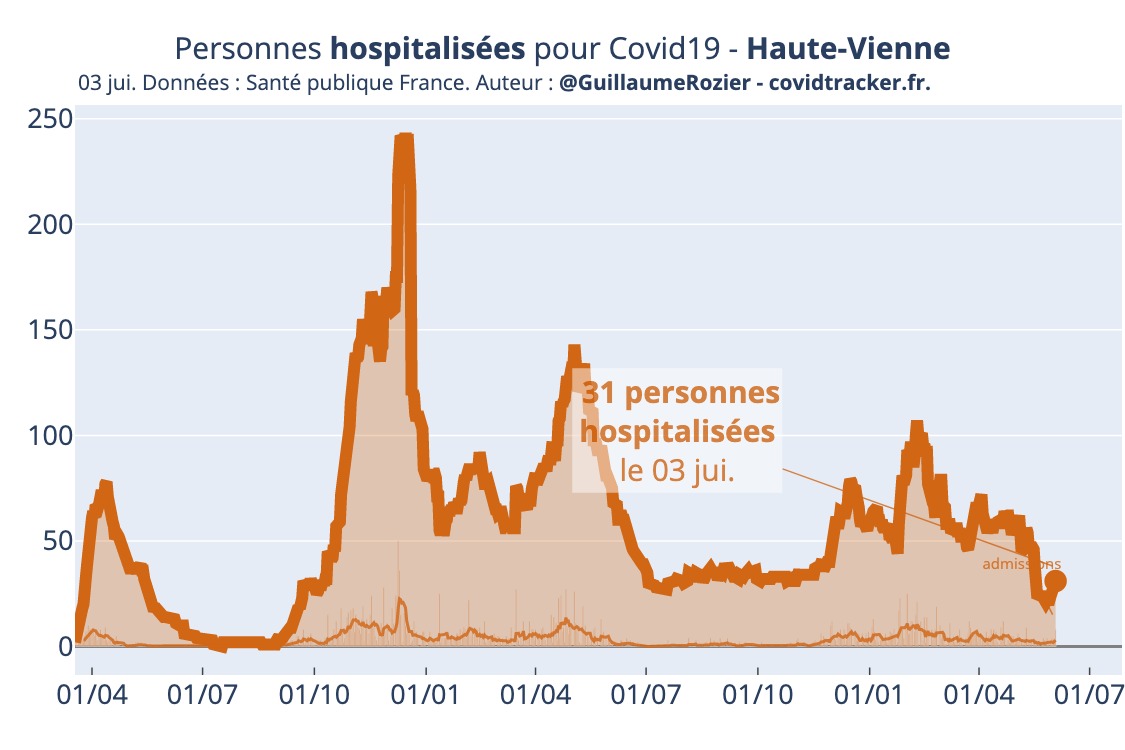 Personnes hospitalisées pour Covid19 - Haute-Vienne
03 jui. Données : Santé publique France. Auteur : @GuillaumeRozier - covidtracker.fr.
250
200
150
100
50
0
31 personnes
hospitalisées
le 03 jui.
admissions
01/04 01/07 01/10 01/01 01/04 01/07 01/10 01/01 01/04 01/07